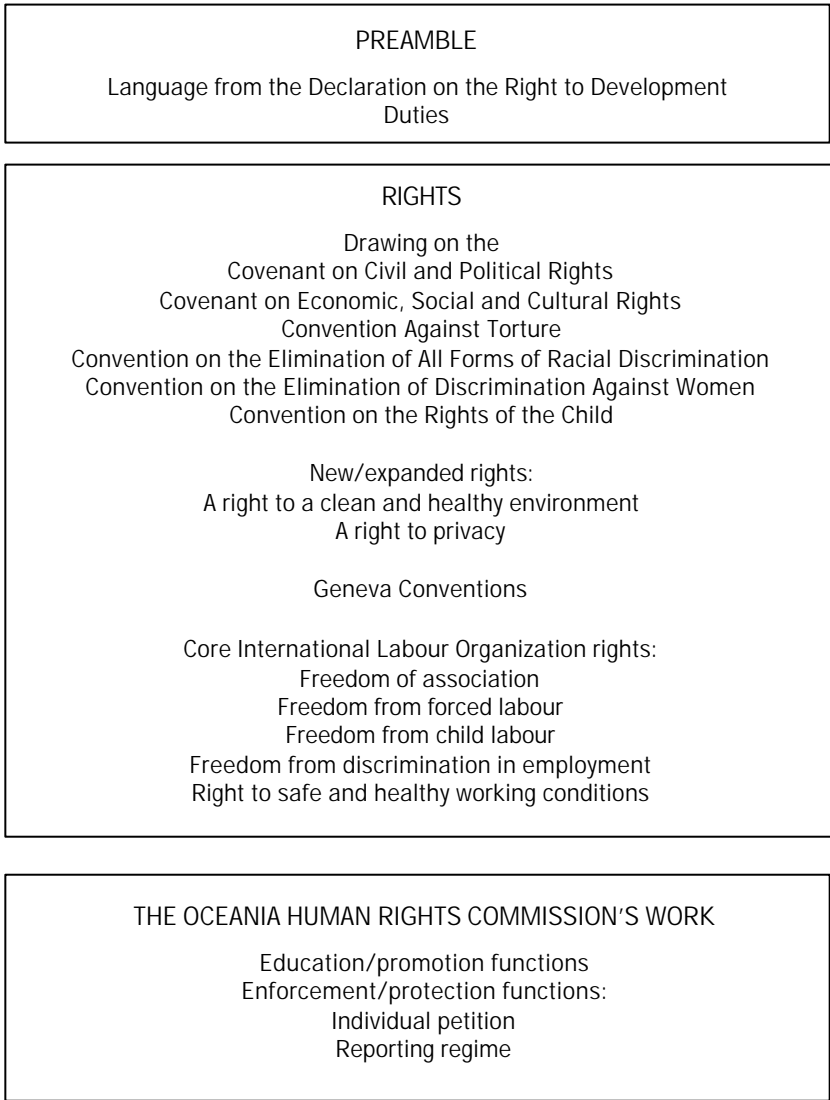 PREAMBLE
Language from the Declaration on the Right to Development
Duties
RIGHTS
Drawing on the
Covenant on Civil and Political Rights
Covenant on Economic, Social and Cultural Rights
Convention Against Torture
Convention on the Elimination of All Forms of Racial Discrimination
Convention on the Elimination of Discrimination Against Women
Convention on the Rights of the Child
New/expanded rights:
A right to a clean and healthy environment
A right to privacy
Geneva Conventions
Core International Labour Organization rights:
Freedom of association
Freedom from forced labour
Freedom from child labour
Freedom from discrimination in employment
Right to safe and healthy working conditions
THE OCEANIA HUMAN RIGHTS COMMISSION'S WORK
Education/promotion functions
Enforcement/protection functions:
Individual petition
Reporting regime